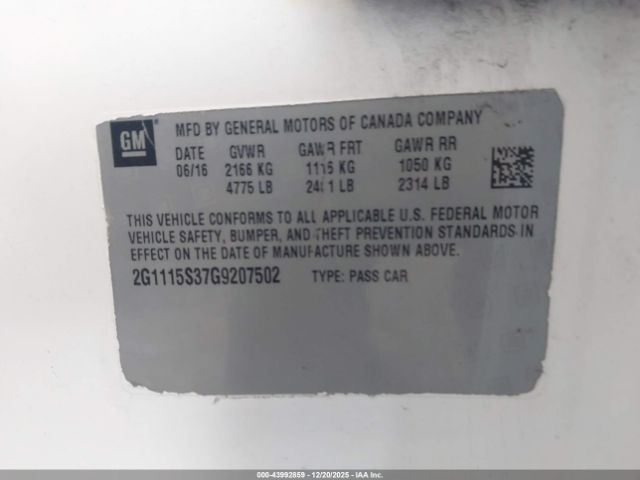 GM
MFD BY GENERAL MOTORS OF CANADA COMPANY
DATE GVWR GAWR FRT GAWR RR
06/16 2166 KG 1116 KG 1050 KG
4775 LB LB 2314 LB
THIS VEHICLE CONFORMS TO ALL APPLICABLE U.S. FEDERAL MOTOR
VEHICLE SAFETY, BUMPER, AND THEFT PREVENTION STANDARDS IN
EFFECT ON THE DATE OF MANUFACTURE SHOWN ABOVE.
2G1115S37G9207502 TYPE: PASS CAR
000-43992659 | 12/20/2025 | IAA Inc.